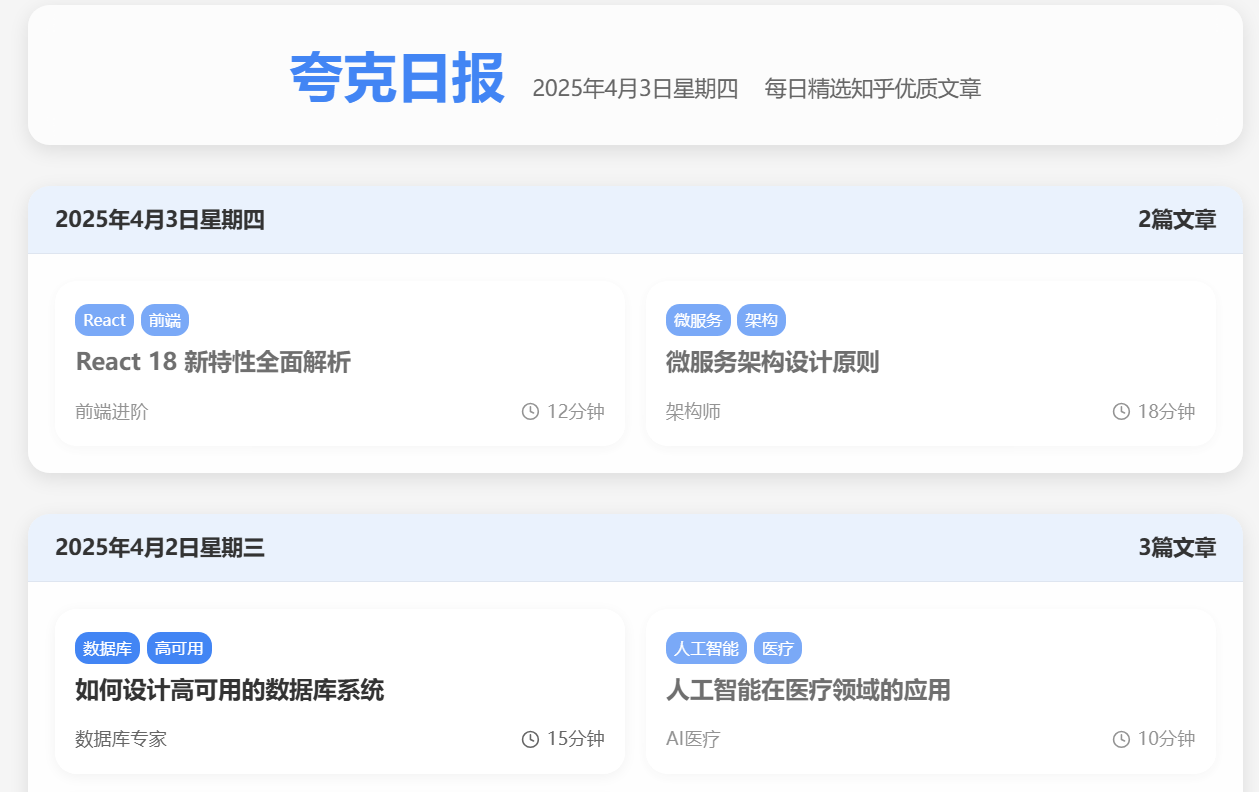 夸克日报 2025年4月3日星期四 每日精选知乎优质文章
2025年4月3日星期四 2篇文章
React 前端
React 18 新特性全面解析
前端进阶 12分钟
微服务 架构
微服务架构设计原则
架构师 18分钟
2025年4月2日星期三 3篇文章
数据库 高可用
如何设计高可用的数据库系统
数据库专家 15分钟
人工智能 医疗
人工智能在医疗领域的应用
AI医疗 10分钟